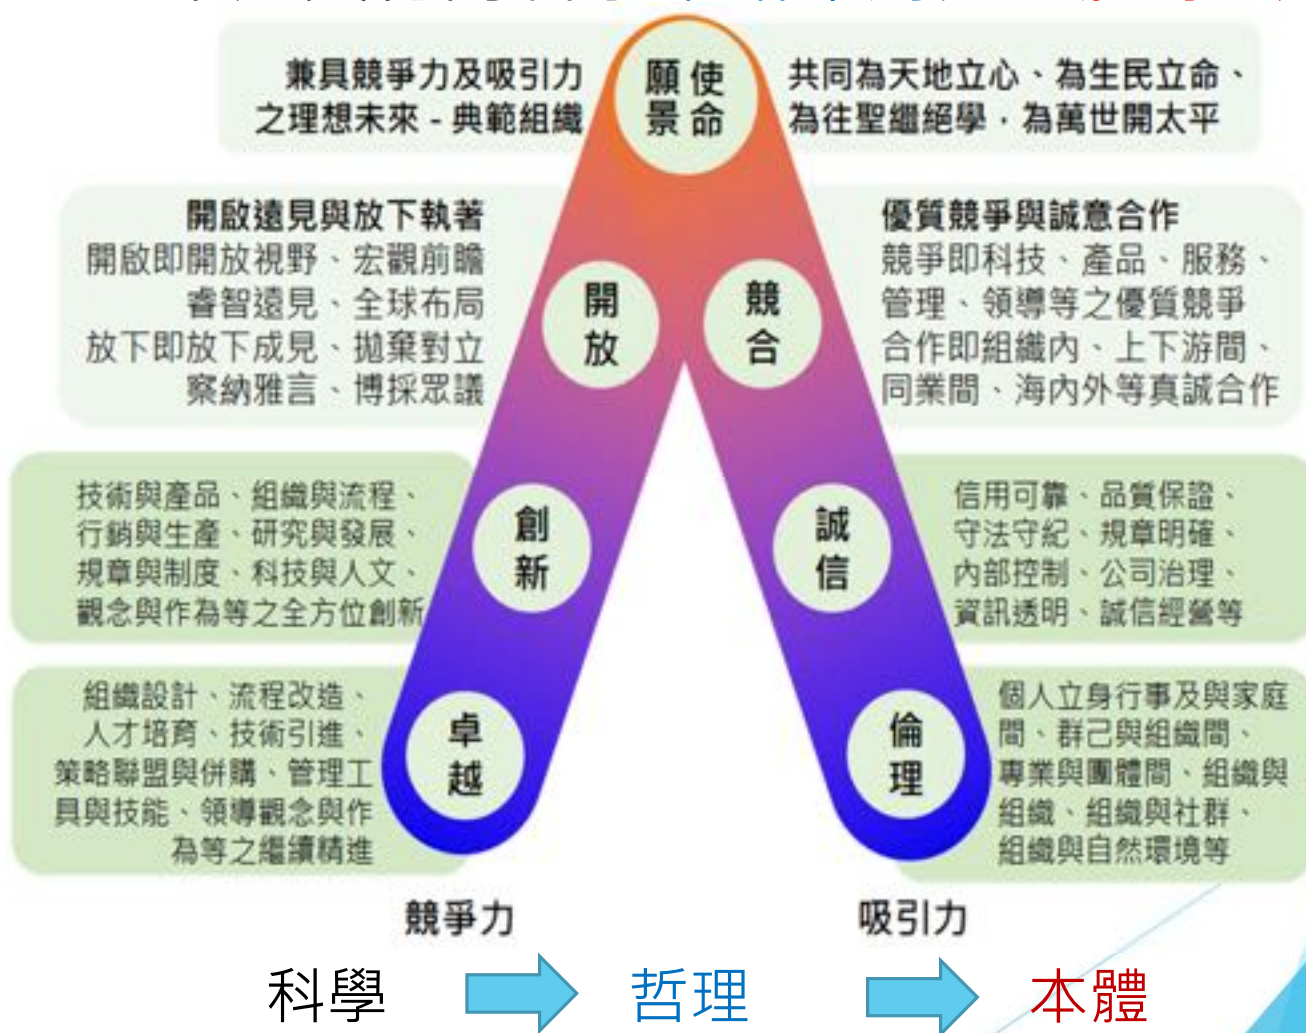 兼具競爭力及吸引力
之理想未來-典範組織
願景
使命
共同為天地立心、為生民立命、
為往聖繼絕學,為萬世開太平
開啟遠見與放下執著
開啟即開放視野、宏觀前瞻
睿智遠見、全球布局
放下即放下成見、拋棄對立
察納雅言、博採眾議
開放
競合
優質競爭與誠意合作
競爭即科技、產品、服務、
管理、領導等之優質競爭
合作即組織內、上下游間、
同業間、海內外等真誠合作
技術與產品、組織與流程、
行銷與生產、研究與發展、
規章與制度、科技與人文、
觀念與作為等之全方位創新
創新
誠信
信用可靠、品質保證、
守法守紀、規章明確、
內部控制、公司治理、
資訊透明、誠信經營等
組織設計、流程改造、
人才培育、技術引進、
策略聯盟與併購、管理工
具與技能、領導觀念與作
為等之繼續精進
卓越
倫理
個人立身行事及與家庭
間、群己與組織間、
專業與團體間、組織與
組織、組織與社群、
組織與自然環境等
競爭力
吸引力
科學
哲理
本體